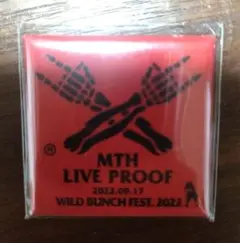 ®
MTH
LIVE PROOF
2022.09.17
WILD BUNCH FEST. 2022